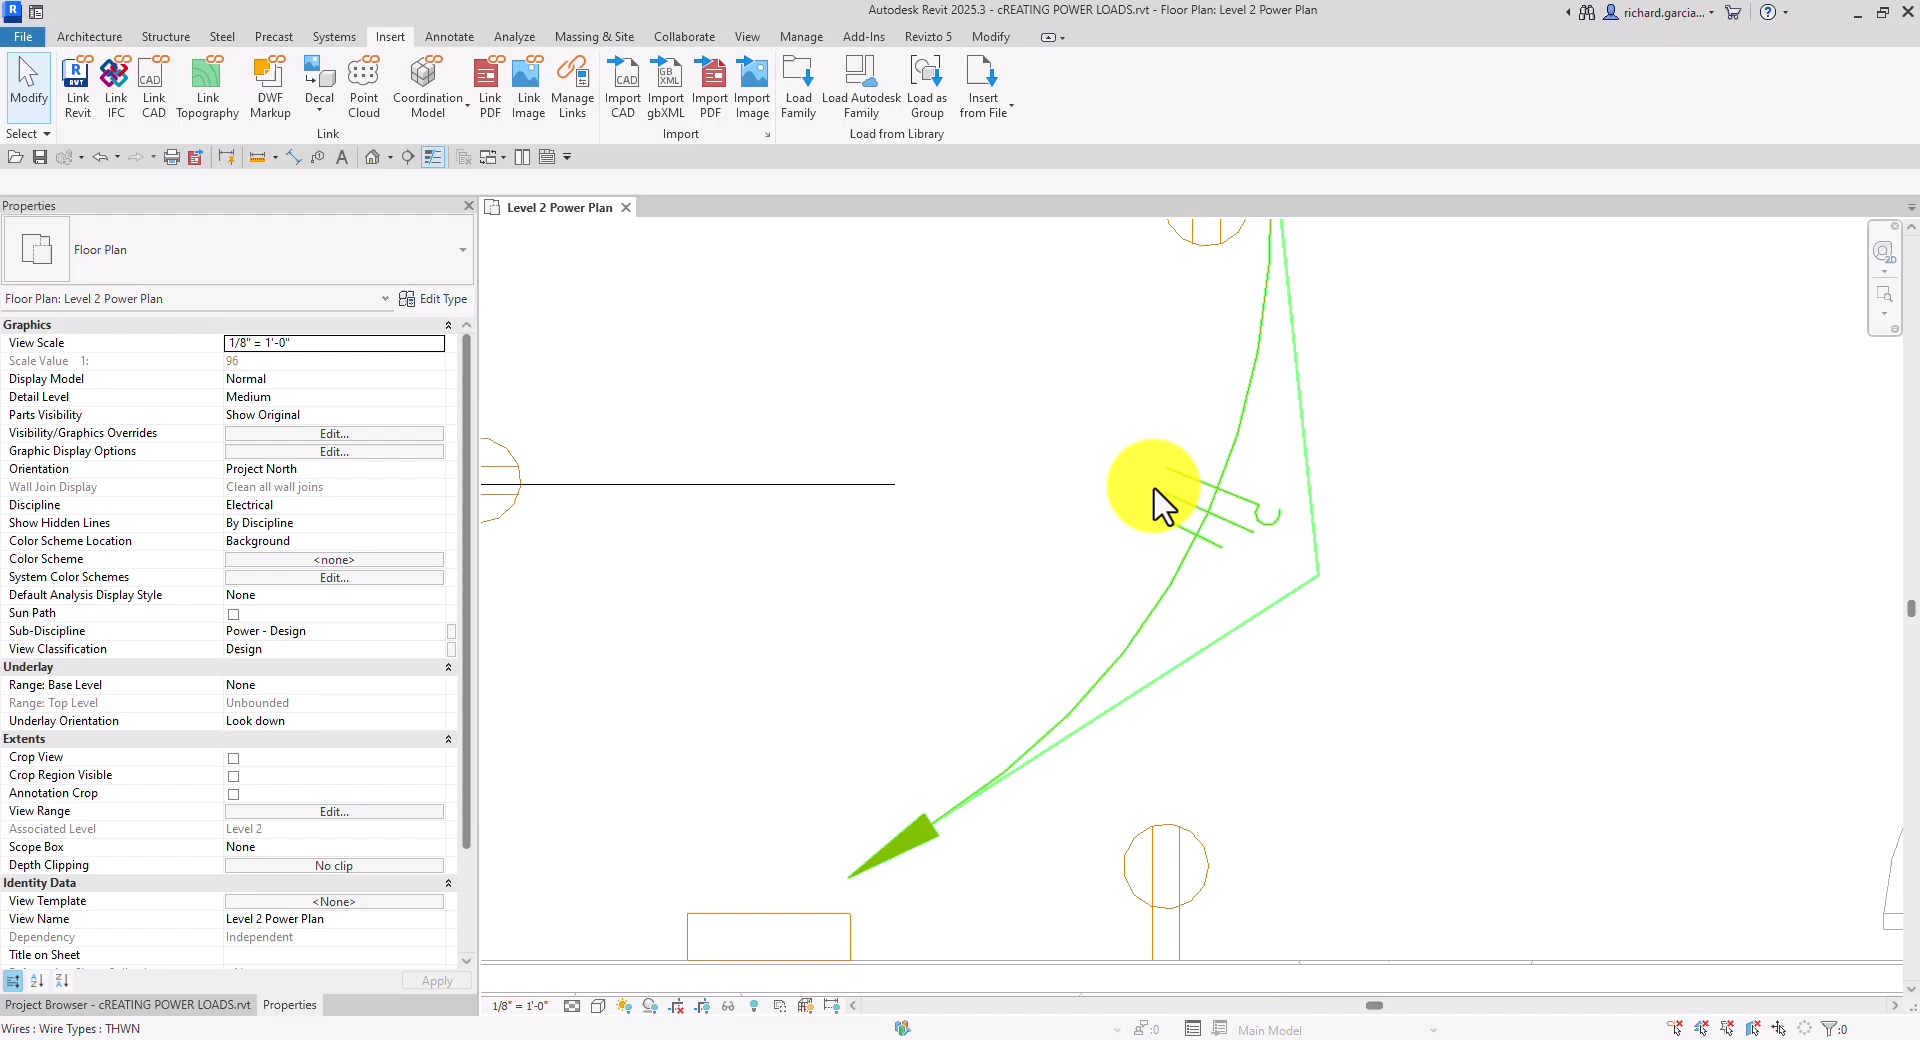 Autodesk Revit 2025.3 - cREATING POWER LOADS.rvt - Floor Plan: Level 2 Power Plan
richard.garcia...
File Architecture Structure Steel Precast Systems Insert Annotate Analyze Massing & Site Collaborate View Manage Add-Ins Revizto 5 Modify
Modify
Link Revit
Link IFC
Link CAD
Link Topography
DWF Markup
Decal
Point Cloud
Coordination Model
Link PDF
Link Image
Manage Links
Import CAD
Import gbXML
Import PDF
Import Image
Load Family
Load Autodesk Family
Load as Group
Insert from File
Select Link Import Load from Library
Properties
Level 2 Power Plan
Floor Plan
Floor Plan: Level 2 Power Plan Edit Type
Graphics
View Scale 1/8" = 1'-0"
Scale Value 1: 96
Display Model Normal
Detail Level Medium
Parts Visibility Show Original
Visibility/Graphics Overrides Edit...
Graphic Display Options Edit...
Orientation Project North
Wall Join Display Clean all wall joins
Discipline Electrical
Show Hidden Lines By Discipline
Color Scheme Location Background
Color Scheme <none>
System Color Schemes Edit...
Default Analysis Display Style None
Sun Path
Sub-Discipline Power - Design
View Classification Design
Underlay
Range: Base Level None
Range: Top Level Unbounded
Underlay Orientation Look down
Extents
Crop View
Crop Region Visible
Annotation Crop
View Range Edit...
Associated Level Level 2
Scope Box None
Depth Clipping No clip
Identity Data
View Template <None>
View Name Level 2 Power Plan
Dependency Independent
Title on Sheet
Apply
Project Browser - cREATING POWER LOADS.rvt Properties
1/8" = 1'-0"
Wires : Wire Types : THWN
:0
Main Model
:0